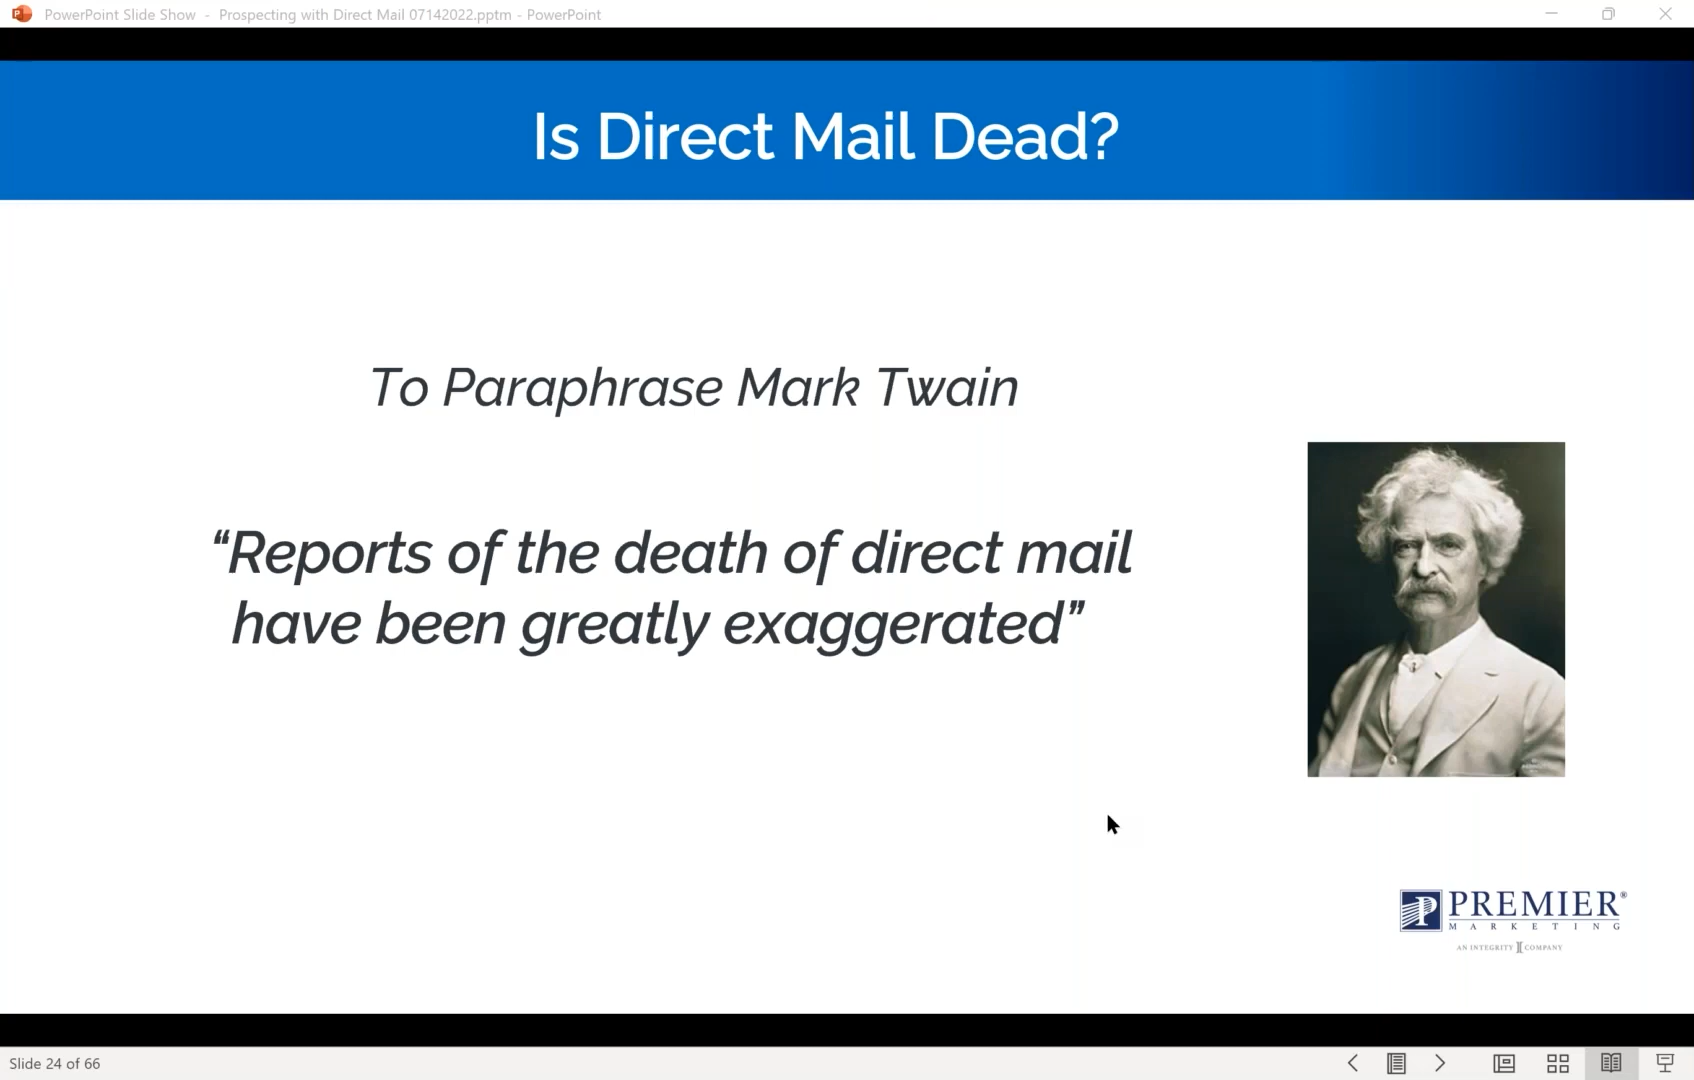 PowerPoint Slide Show - Prospecting with Direct Mail 07142022.pptm - PowerPoint
Is Direct Mail Dead?
To Paraphrase Mark Twain
“Reports of the death of direct mail
have been greatly exaggerated”
PREMIER®
MARKETING
AN INTEGRITY COMPANY
Slide 24 of 66